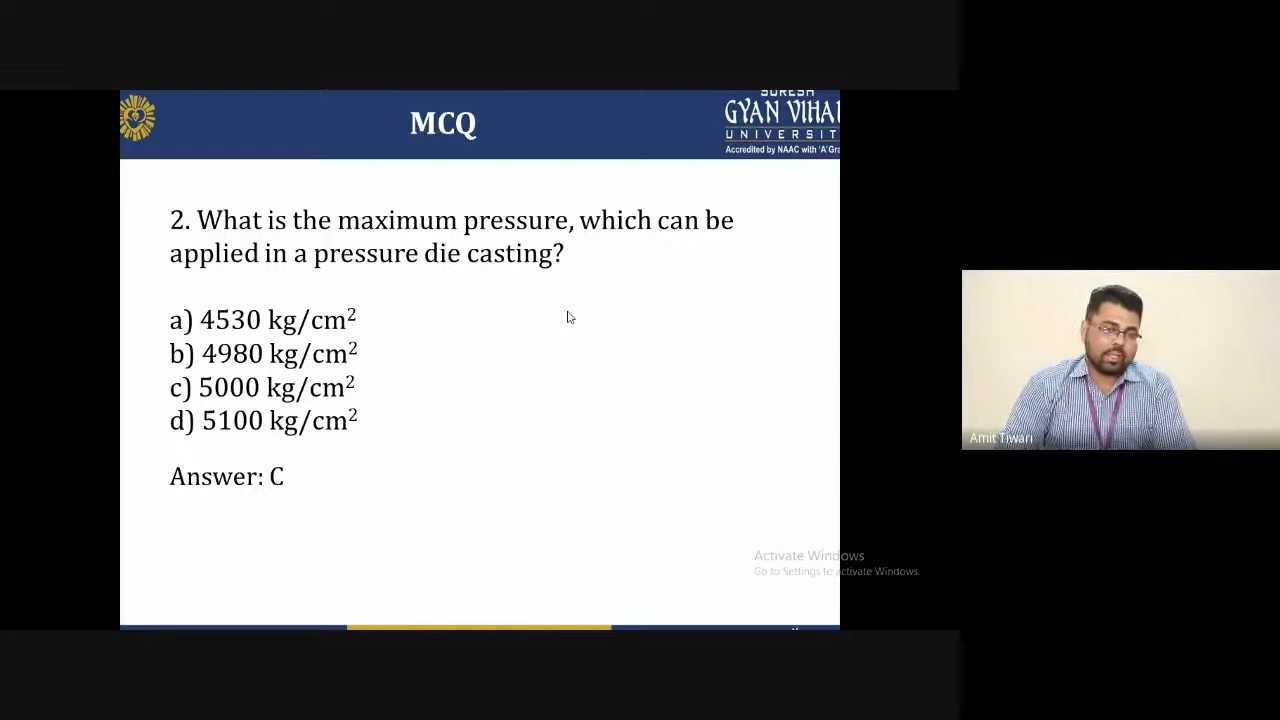 MCQ
SURESH
GYAN VIHAR
UNIVERSIT
Accredited by NAAC with 'A'Gra
2. What is the maximum pressure, which can be
applied in a pressure die casting?
a) 4530 kg/cm²
b) 4980 kg/cm²
c) 5000 kg/cm²
d) 5100 kg/cm²
Answer: C
Amit Tiwari
Activate Windows
Go to Settings to activate Windows.